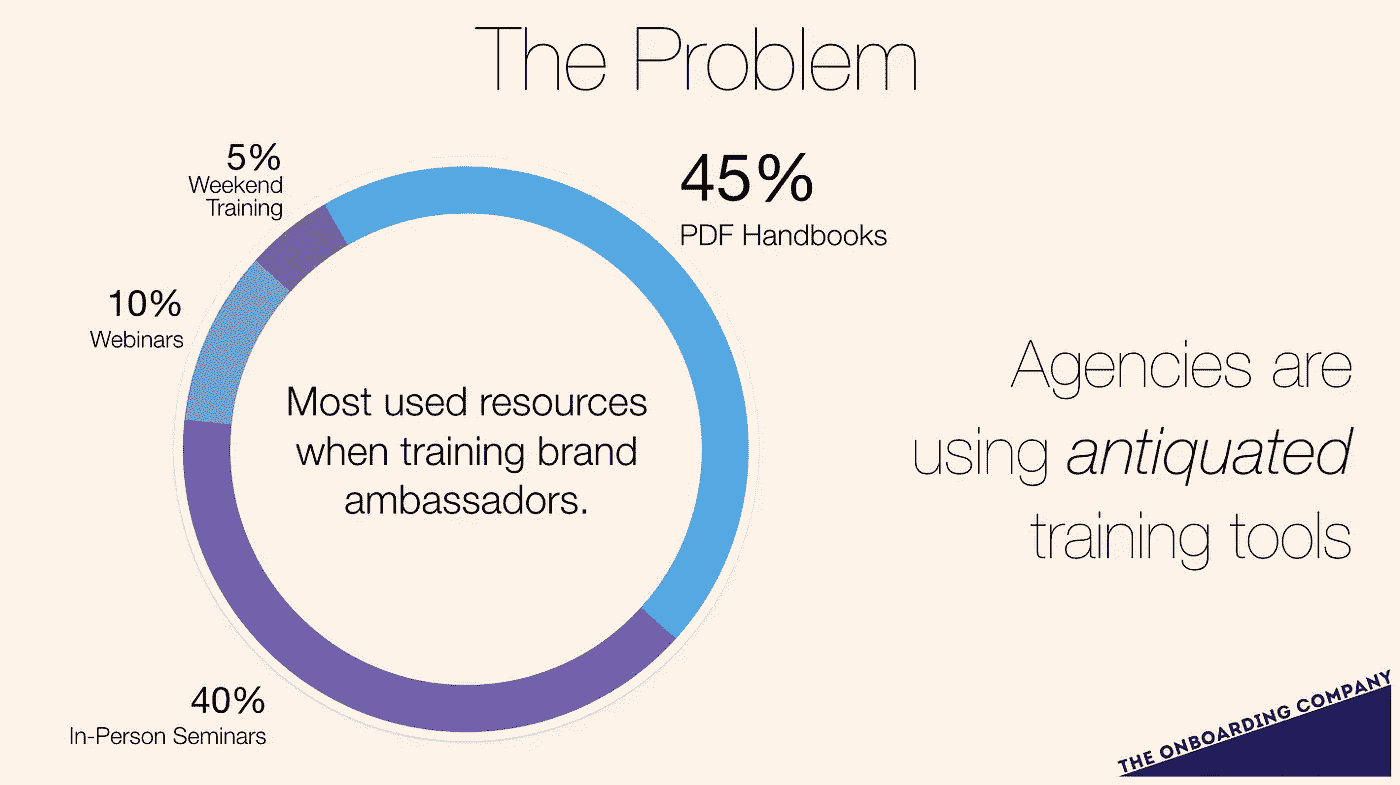 The Problem
5%
Weekend
Training
45%
PDF Handbooks
10%
Webinars
Most used resources
when training brand
ambassadors.
Agencies are
using antiquated
training tools
40%
In-Person Seminars
THE ONBOARDING COMPANY